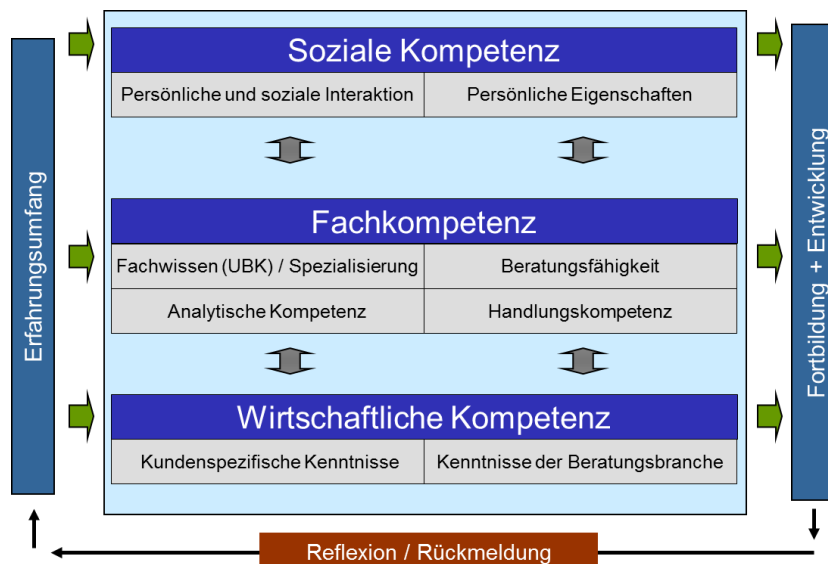 Erfahrungsumfang
Soziale Kompetenz
Persönliche und soziale Interaktion
Persönliche Eigenschaften
Fachkompetenz
Fachwissen (UBK) / Spezialisierung
Beratungsfähigkeit
Analytische Kompetenz
Handlungskompetenz
Wirtschaftliche Kompetenz
Kundenspezifische Kenntnisse
Kenntnisse der Beratungsbranche
Fortbildung + Entwicklung
Reflexion / Rückmeldung